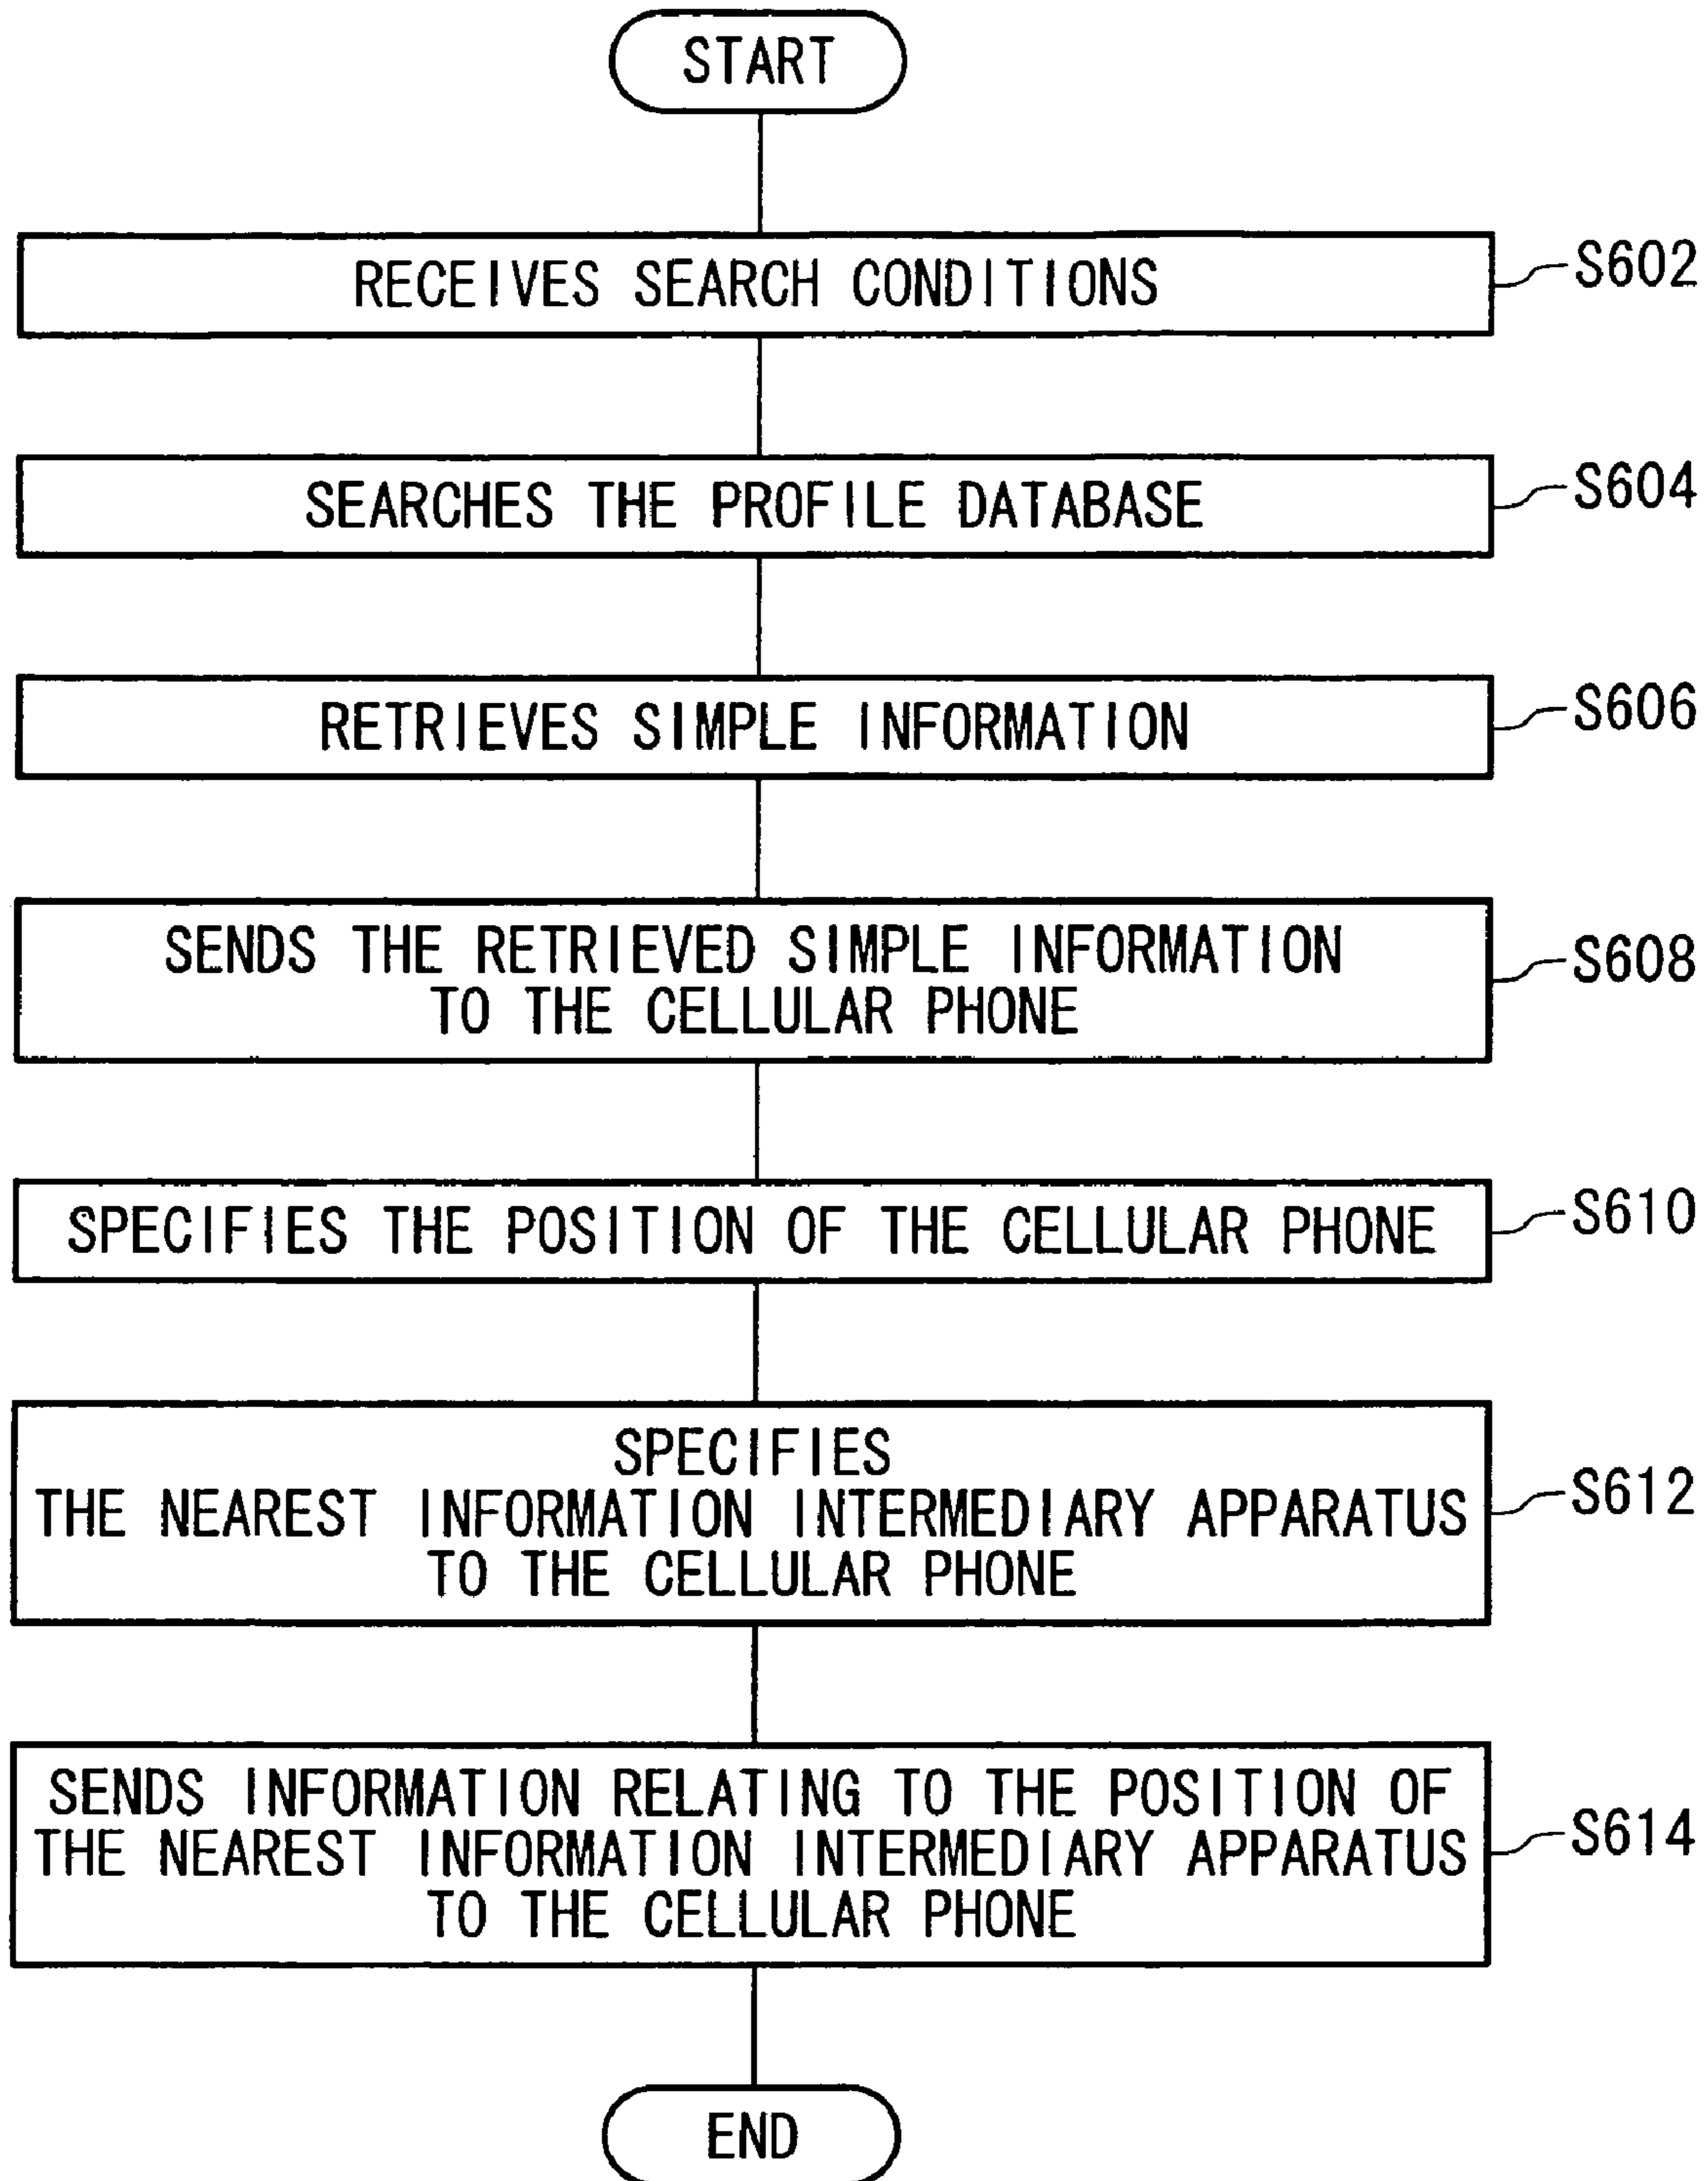 START
RECEIVES SEARCH CONDITIONS
S602
SEARCHES THE PROFILE DATABASE
S604
RETRIEVES SIMPLE INFORMATION
S606
SENDS THE RETRIEVED SIMPLE INFORMATION
TO THE CELLULAR PHONE
S608
SPECIFIES THE POSITION OF THE CELLULAR PHONE
S610
SPECIFIES
THE NEAREST INFORMATION INTERMEDIARY APPARATUS
TO THE CELLULAR PHONE
S612
SENDS INFORMATION RELATING TO THE POSITION OF
THE NEAREST INFORMATION INTERMEDIARY APPARATUS
TO THE CELLULAR PHONE
S614
END